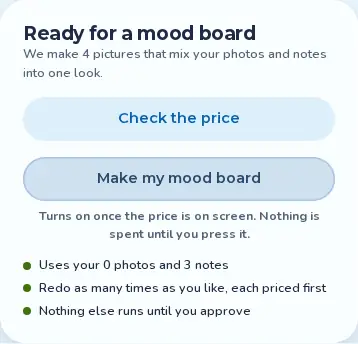 Ready for a mood board
We make 4 pictures that mix your photos and notes
into one look.
Check the price
Make my mood board
Turns on once the price is on screen. Nothing is
spent until you press it.
Uses your 0 photos and 3 notes
Redo as many times as you like, each priced first
Nothing else runs until you approve